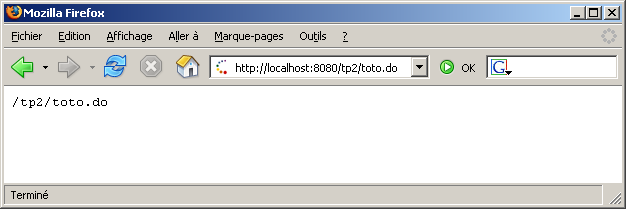 Mozilla Firefox
Fichier Edition Affichage Aller à Marque-pages Outils ?
http://localhost:8080/tp2/toto.do OK G
/tp2/toto.do
Terminé